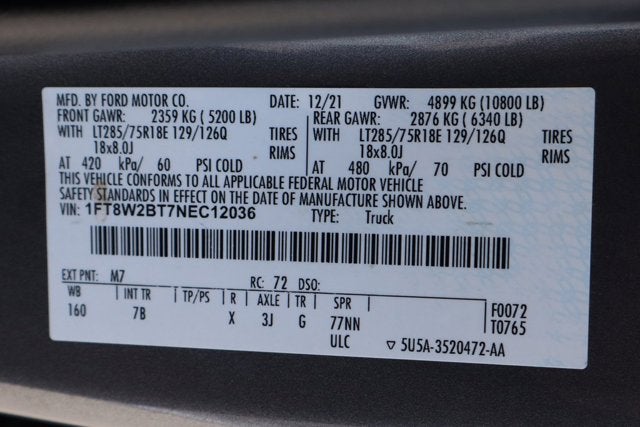 MFD. BY FORD MOTOR CO. DATE: 12/21 GVWR: 4899 KG (10800 LB)
FRONT GAWR: 2359 KG (5200 LB) REAR GAWR: 2876 KG (6340 LB)
WITH LT285/75R18E 129/126Q TIRES WITH LT285/75R18E 129/126Q TIRES
18x8.0J RIMS 18x8.0J RIMS
AT 420 kPa/ 60 PSI COLD AT 480 kPa/ 70 PSI COLD
THIS VEHICLE CONFORMS TO ALL APPLICABLE FEDERAL MOTOR VEHICLE
SAFETY STANDARDS IN EFFECT ON THE DATE OF MANUFACTURE SHOWN ABOVE.
VIN: 1FT8W2BT7NEC12036 TYPE: Truck
EXT PNT: M7 RC: 72 DSO:
WB INT TR TP/PS R AXLE TR SPR F0072
160 7B X 3J G 77NN T0765
ULC 5U5A-3520472-AA